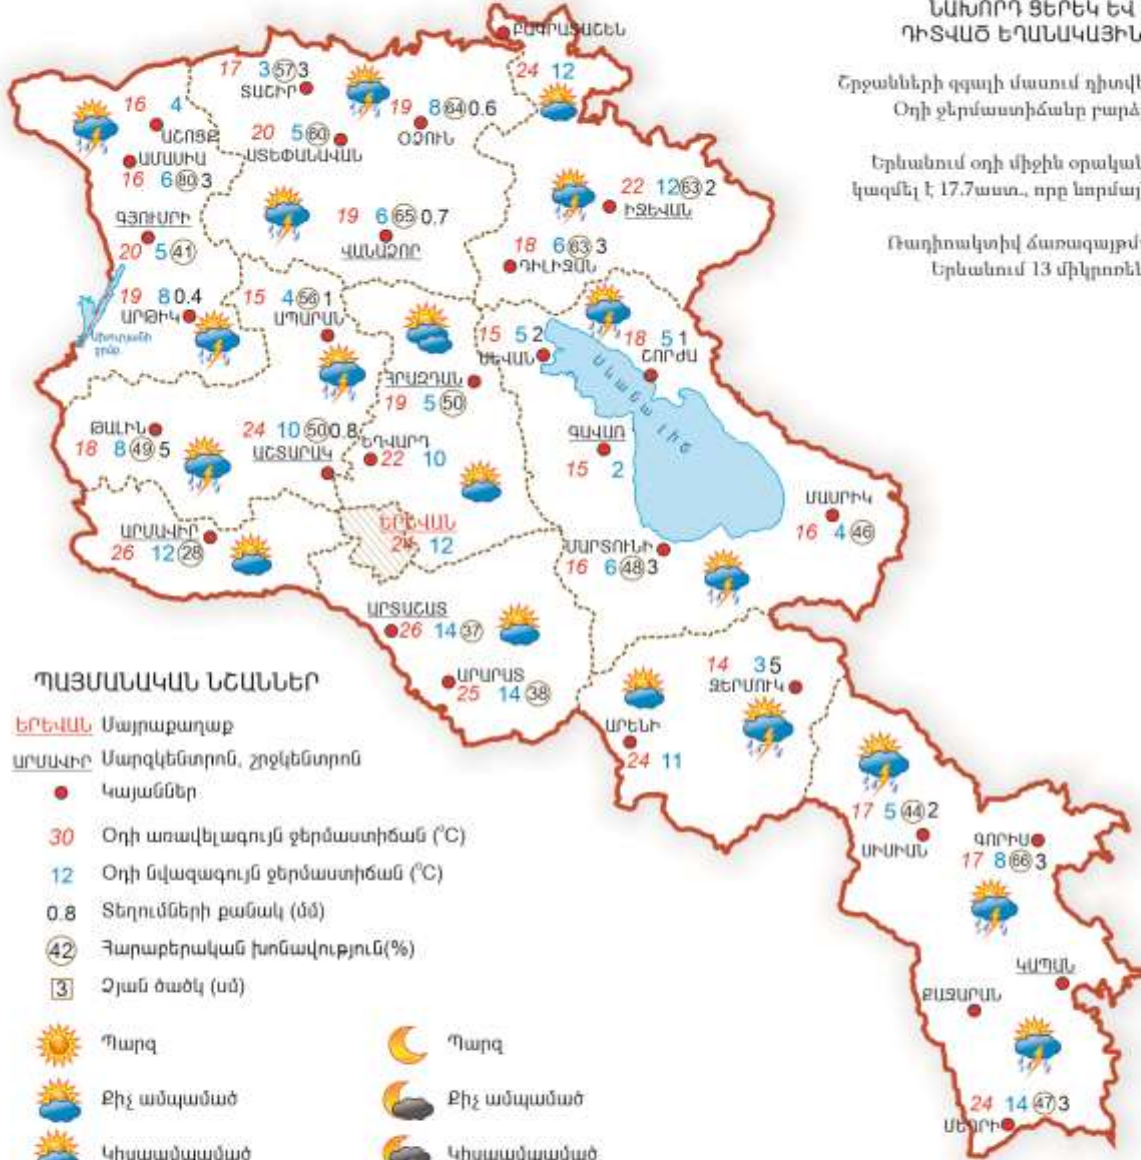 ՆԱԽՈՐԴ ՑԵՐԵԿ ԵՎ
ԴԻՏՎԱԾ ԵՂԱՆԱԿԱՅԻՆ
Շրջանների զգալի մասում դիտվ
Օդի ջերմաստիճանը բարձ
Երևանում օդի միջին օրական
կազմել է 17.7աստ., որը նորմա
Ռադիոակտիվ ճառագայթմ
Երևանում 13 միկրոռեն
ԲԱԳՐԱՏԱՇԵՆ
24 12
17 3 57 3
ՏԱՇԻՐ
16 4
ԱՇՈՑՔ
19 8 64 0.6
ՕՁՈՒՆ
20 5 60
ՍՏԵՓԱՆԱՎԱՆ
ԱՄԱՍԻԱ
16 6 80 3
22 12 63 2
ԻՋԵՎԱՆ
ԳՅՈՒՄՐԻ
20 5 41
19 6 65 0.7
ՎԱՆԱՁՈՐ
18 6 63 3
ԴԻԼԻՋԱՆ
19 8 0.4
ԱՐԹԻԿ
15 4 56 1
ԱՊԱՐԱՆ
Ախուրյանի
ջրմբ.
15 5 2
ՍԵՎԱՆ
18 5 1
ՇՈՐԺԱ
Սևանա լիճ
ՀՐԱԶԴԱՆ
19 5 50
ԹԱԼԻՆ
18 8 49 5
24 10 50 0.8
ԱՇՏԱՐԱԿ
ԵՂՎԱՐԴ
22 10
ԳԱՎԱՌ
15 2
ՄԱՍՐԻԿ
16 4 46
ԱՐՄԱՎԻՐ
26 12 28
ԵՐԵՎԱՆ
24 12
ՄԱՐՏՈՒՆԻ
16 6 48 3
ԱՐՏԱՇԱՏ
26 14 37
ԱՐԱՐԱՏ
25 14 38
14 3 5
ՋԵՐՄՈՒԿ
ԱՐԵՆԻ
24 11
17 5 44 2
ՍԻՍԻԱՆ
ԳՈՐԻՍ
17 8 66 3
ԿԱՊԱՆ
ՔԱՋԱՐԱՆ
24 14 47 3
ՄԵՂՐԻ
ՊԱՅՄԱՆԱԿԱՆ ՆՇԱՆՆԵՐ
ԵՐԵՎԱՆ Մայրաքաղաք
ԱՐՄԱՎԻՐ Մարզկենտրոն, շրջկենտրոն
Կայաններ
30 Օդի առավելագույն ջերմաստիճան (°C)
12 Օդի նվազագույն ջերմաստիճան (°C)
0.8 Տեղումների քանակ (մմ)
42 Հարաբերական խոնավություն(%)
3 Ձյան ծածկ (սմ)
Պարզ Պարզ
Քիչ ամպամած Քիչ ամպամած
Կիսաամպամած Կիսաամպամած